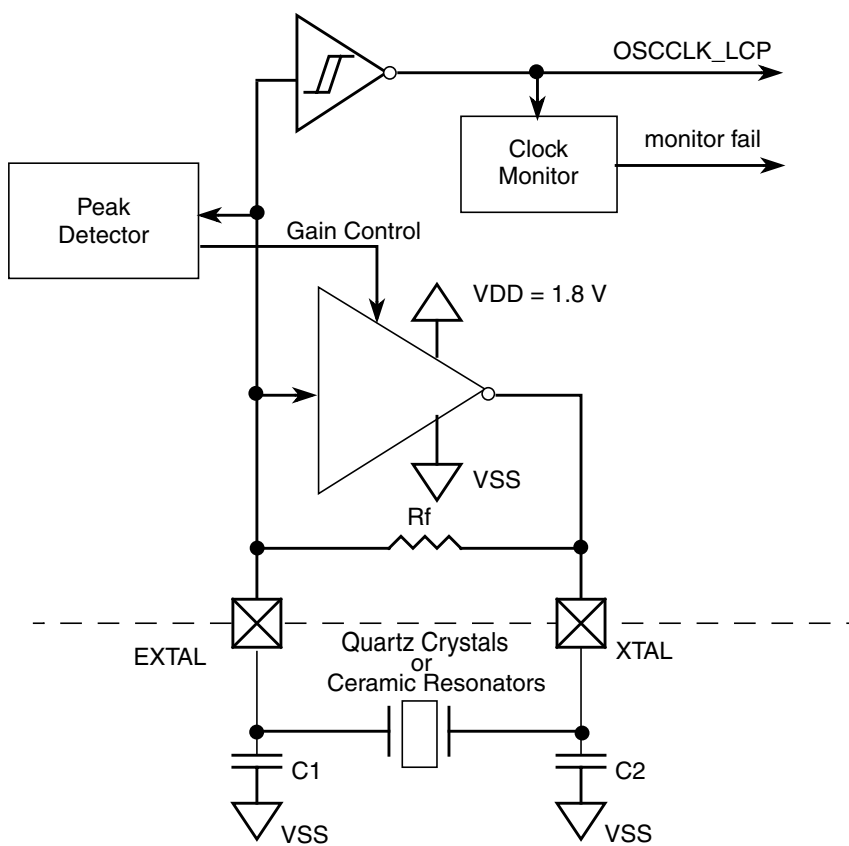 OSCCLK_LCP
Clock
Monitor
monitor fail
Peak
Detector
Gain Control
VDD = 1.8 V
VSS
Rf
EXTAL
Quartz Crystals
or
Ceramic Resonators
XTAL
C1
C2
VSS
VSS